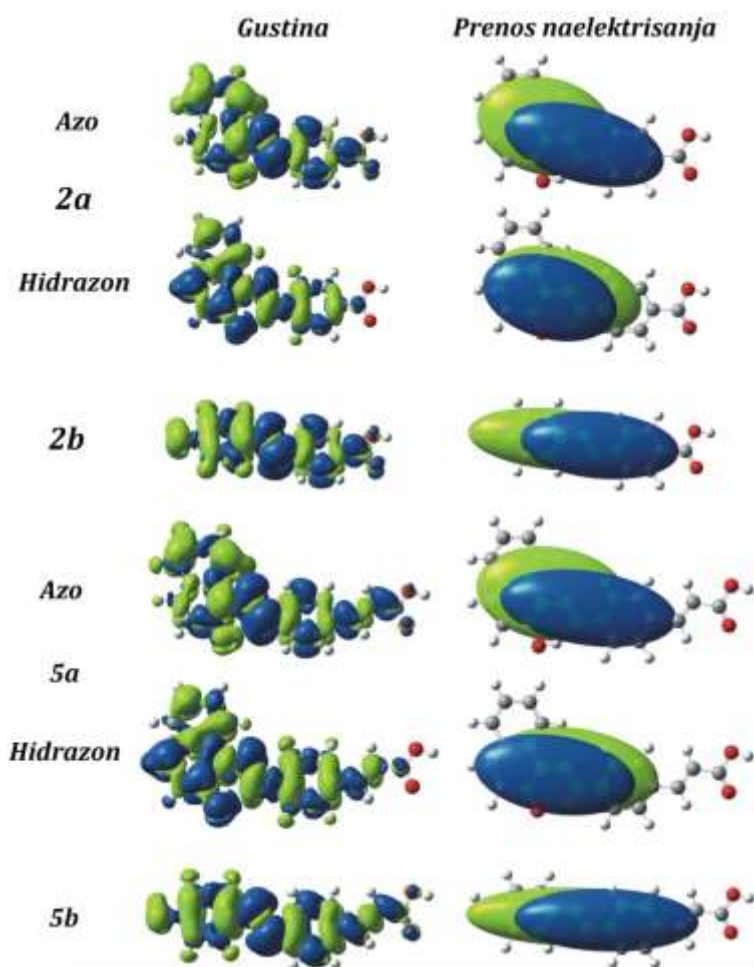 Gustina Prenos naelektrisanja
Azo
2a
Hidrazon
2b
Azo
5a
Hidrazon
5b